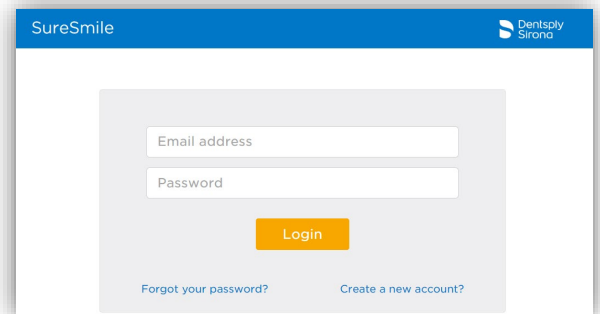 SureSmile
Dentsply
Sirona
Email address
Password
Login
Forgot your password?
Create a new account?